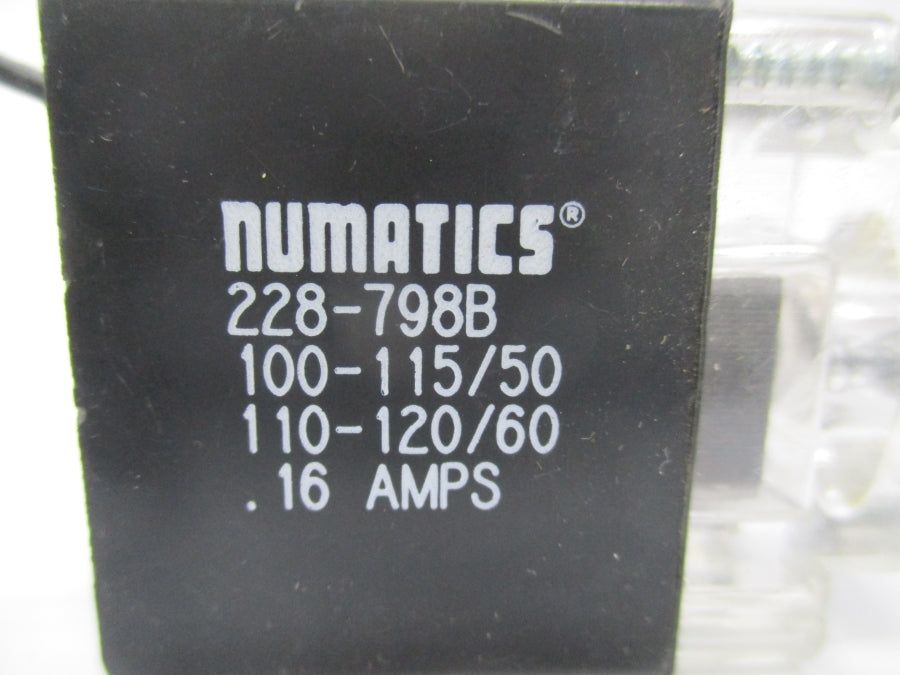 NUMATICS®
228-798B
100-115/50
110-120/60
.16 AMPS